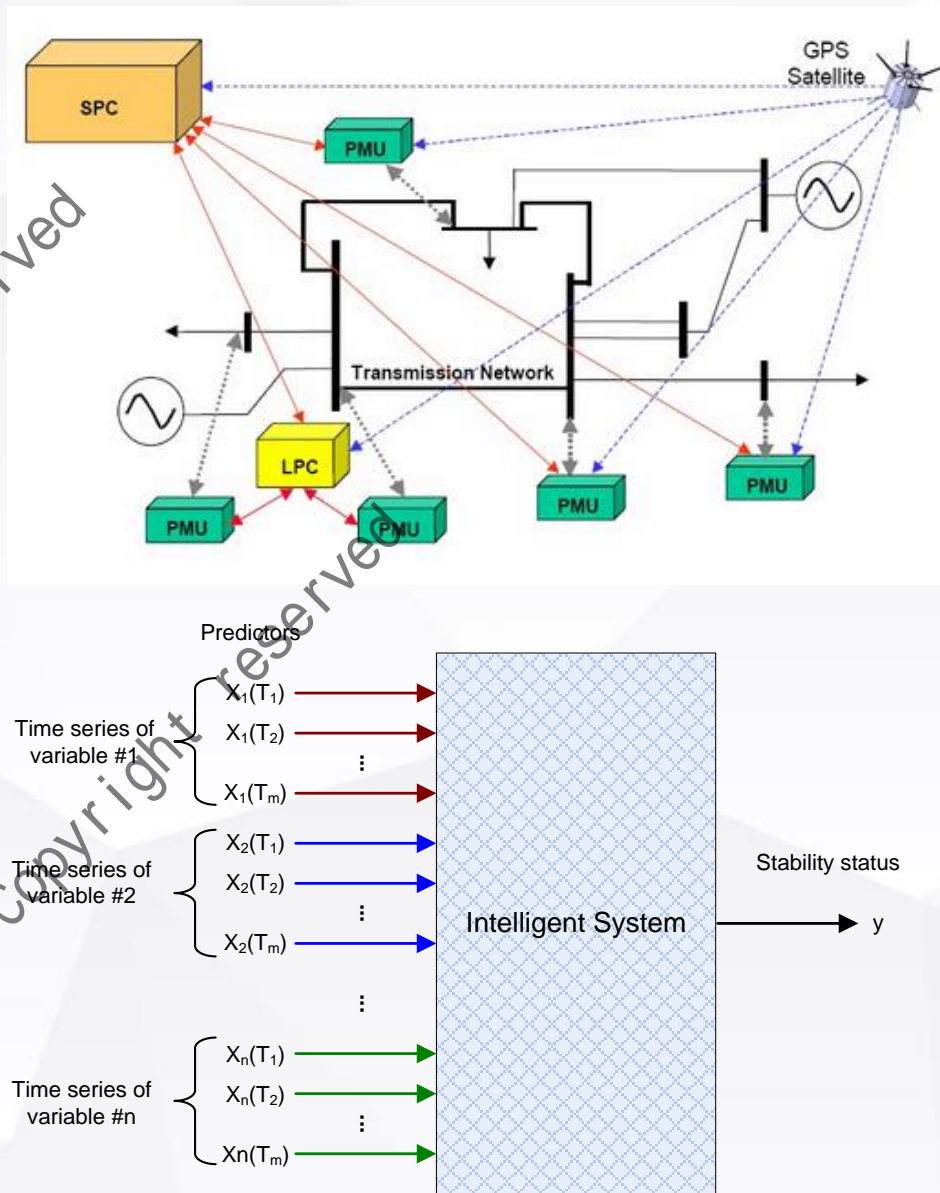 GPS
Satellite
SPC
PMU
Transmission Network
LPC
PMU
PMU
PMU
PMU
Predictors
X₁(T₁)
X₁(T₂)
⋮
X₁(Tₘ)
Time series of
variable #1
X₂(T₁)
X₂(T₂)
⋮
X₂(Tₘ)
Time series of
variable #2
⋮
Xₙ(T₁)
Xₙ(T₂)
⋮
Xn(Tₘ)
Time series of
variable #n
Intelligent System
Stability status
y
rved
Copyright reserved